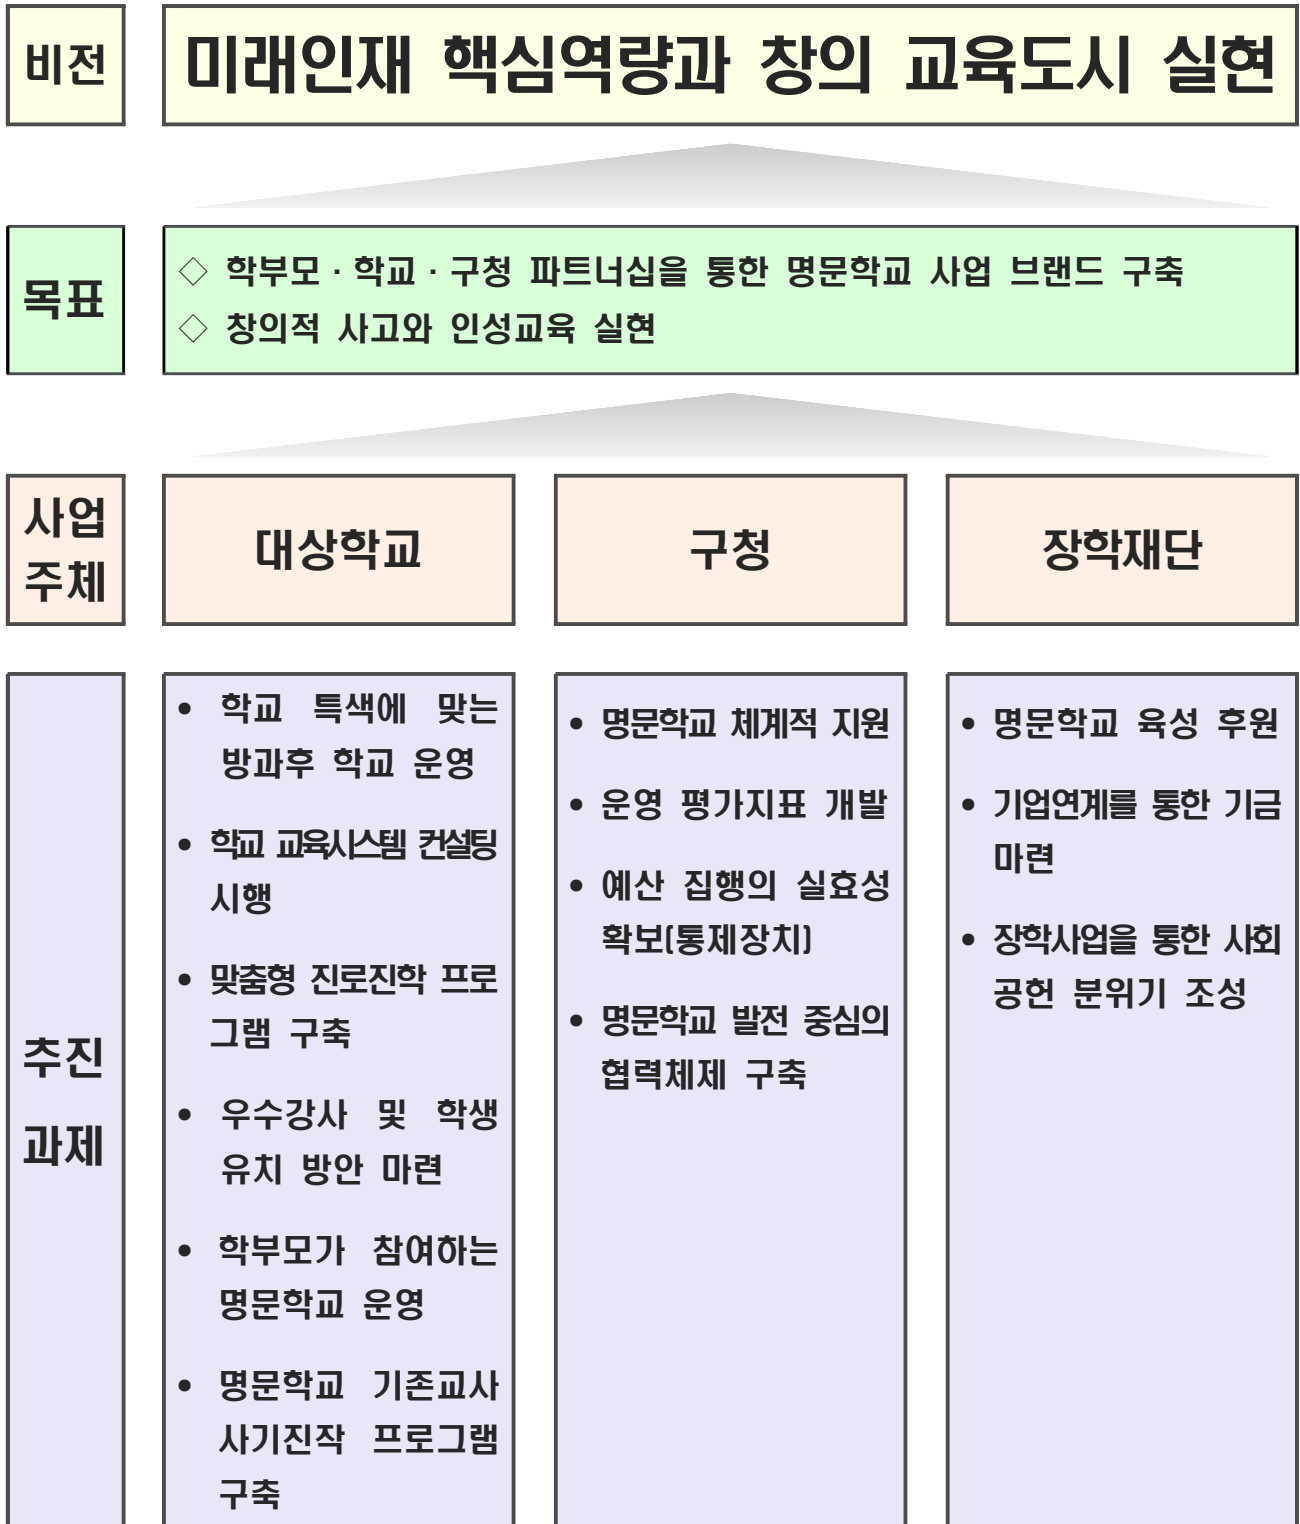 비전
미래인재 핵심역량과 창의 교육도시 실현
목표
◇ 학부모 · 학교 · 구청 파트너십을 통한 명문학교 사업 브랜드 구축
◇ 창의적 사고와 인성교육 실현
사업
주체
대상학교
구청
장학재단
추진
과제
• 학교 특색에 맞는
방과후 학교 운영
• 학교 교육시스템 컨설팅
시행
• 맞춤형 진로진학 프로
그램 구축
• 우수강사 및 학생
유치 방안 마련
• 학부모가 참여하는
명문학교 운영
• 명문학교 기존교사
사기진작 프로그램
구축
• 명문학교 체계적 지원
• 운영 평가지표 개발
• 예산 집행의 실효성
확보(통제장치)
• 명문학교 발전 중심의
협력체제 구축
• 명문학교 육성 후원
• 기업연계를 통한 기금
마련
• 장학사업을 통한 사회
공헌 분위기 조성